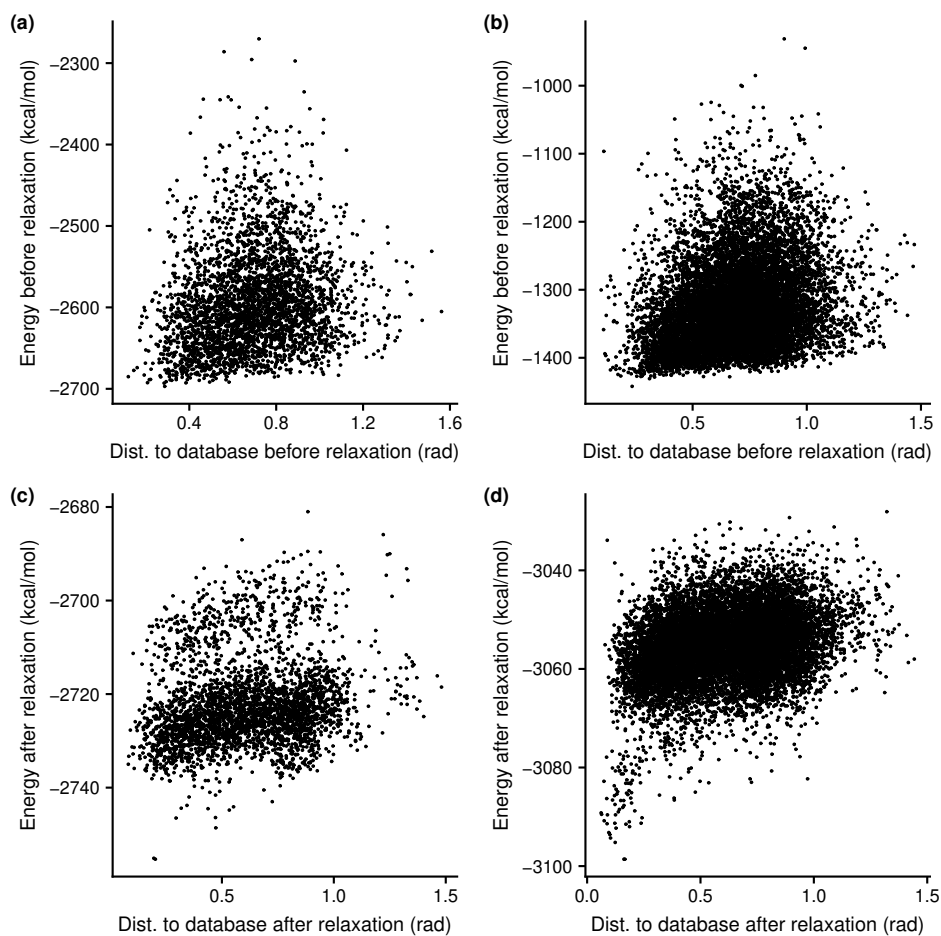 (a)
Energy before relaxation (kcal/mol)
−2300
−2400
−2500
−2600
−2700
0.4 0.8 1.2 1.6
Dist. to database before relaxation (rad)
(b)
Energy before relaxation (kcal/mol)
−1000
−1100
−1200
−1300
−1400
0.5 1.0 1.5
Dist. to database before relaxation (rad)
(c)
Energy after relaxation (kcal/mol)
−2680
−2700
−2720
−2740
0.5 1.0 1.5
Dist. to database after relaxation (rad)
(d)
Energy after relaxation (kcal/mol)
−3040
−3060
−3080
−3100
0.0 0.5 1.0 1.5
Dist. to database after relaxation (rad)